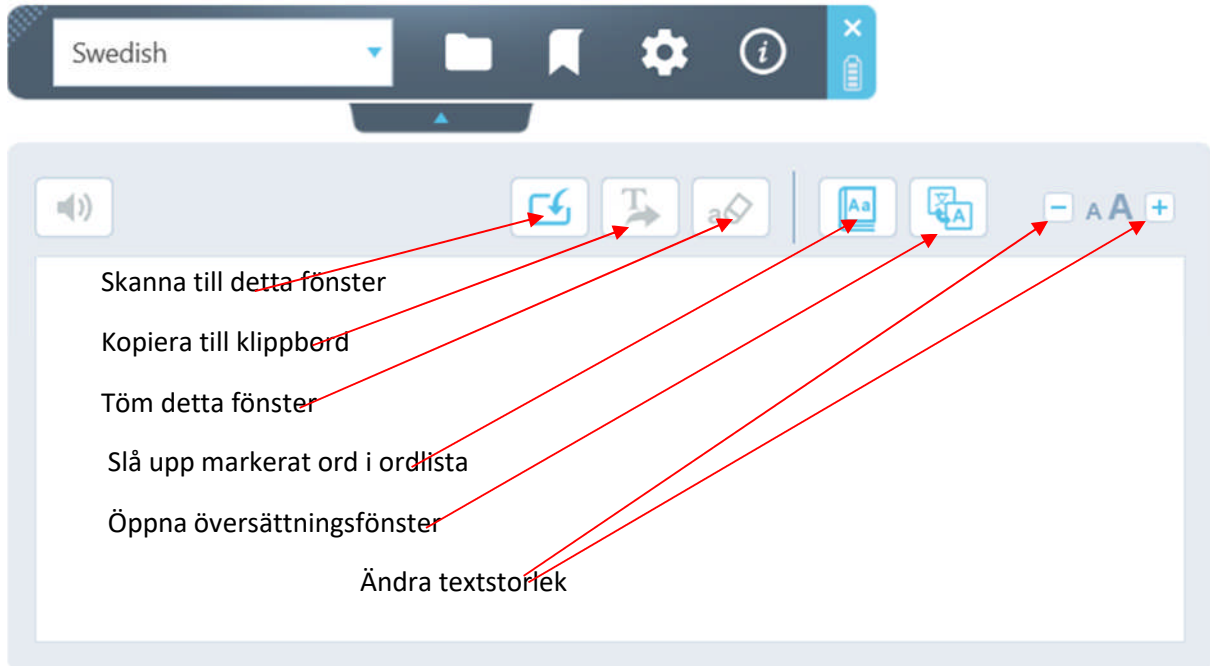 Swedish
i
T
a
Aa
A
A A
Skanna till detta fönster
Kopiera till klippbord
Töm detta fönster
Slå upp markerat ord i ordlista
Öppna översättningsfönster
Ändra textstorlek